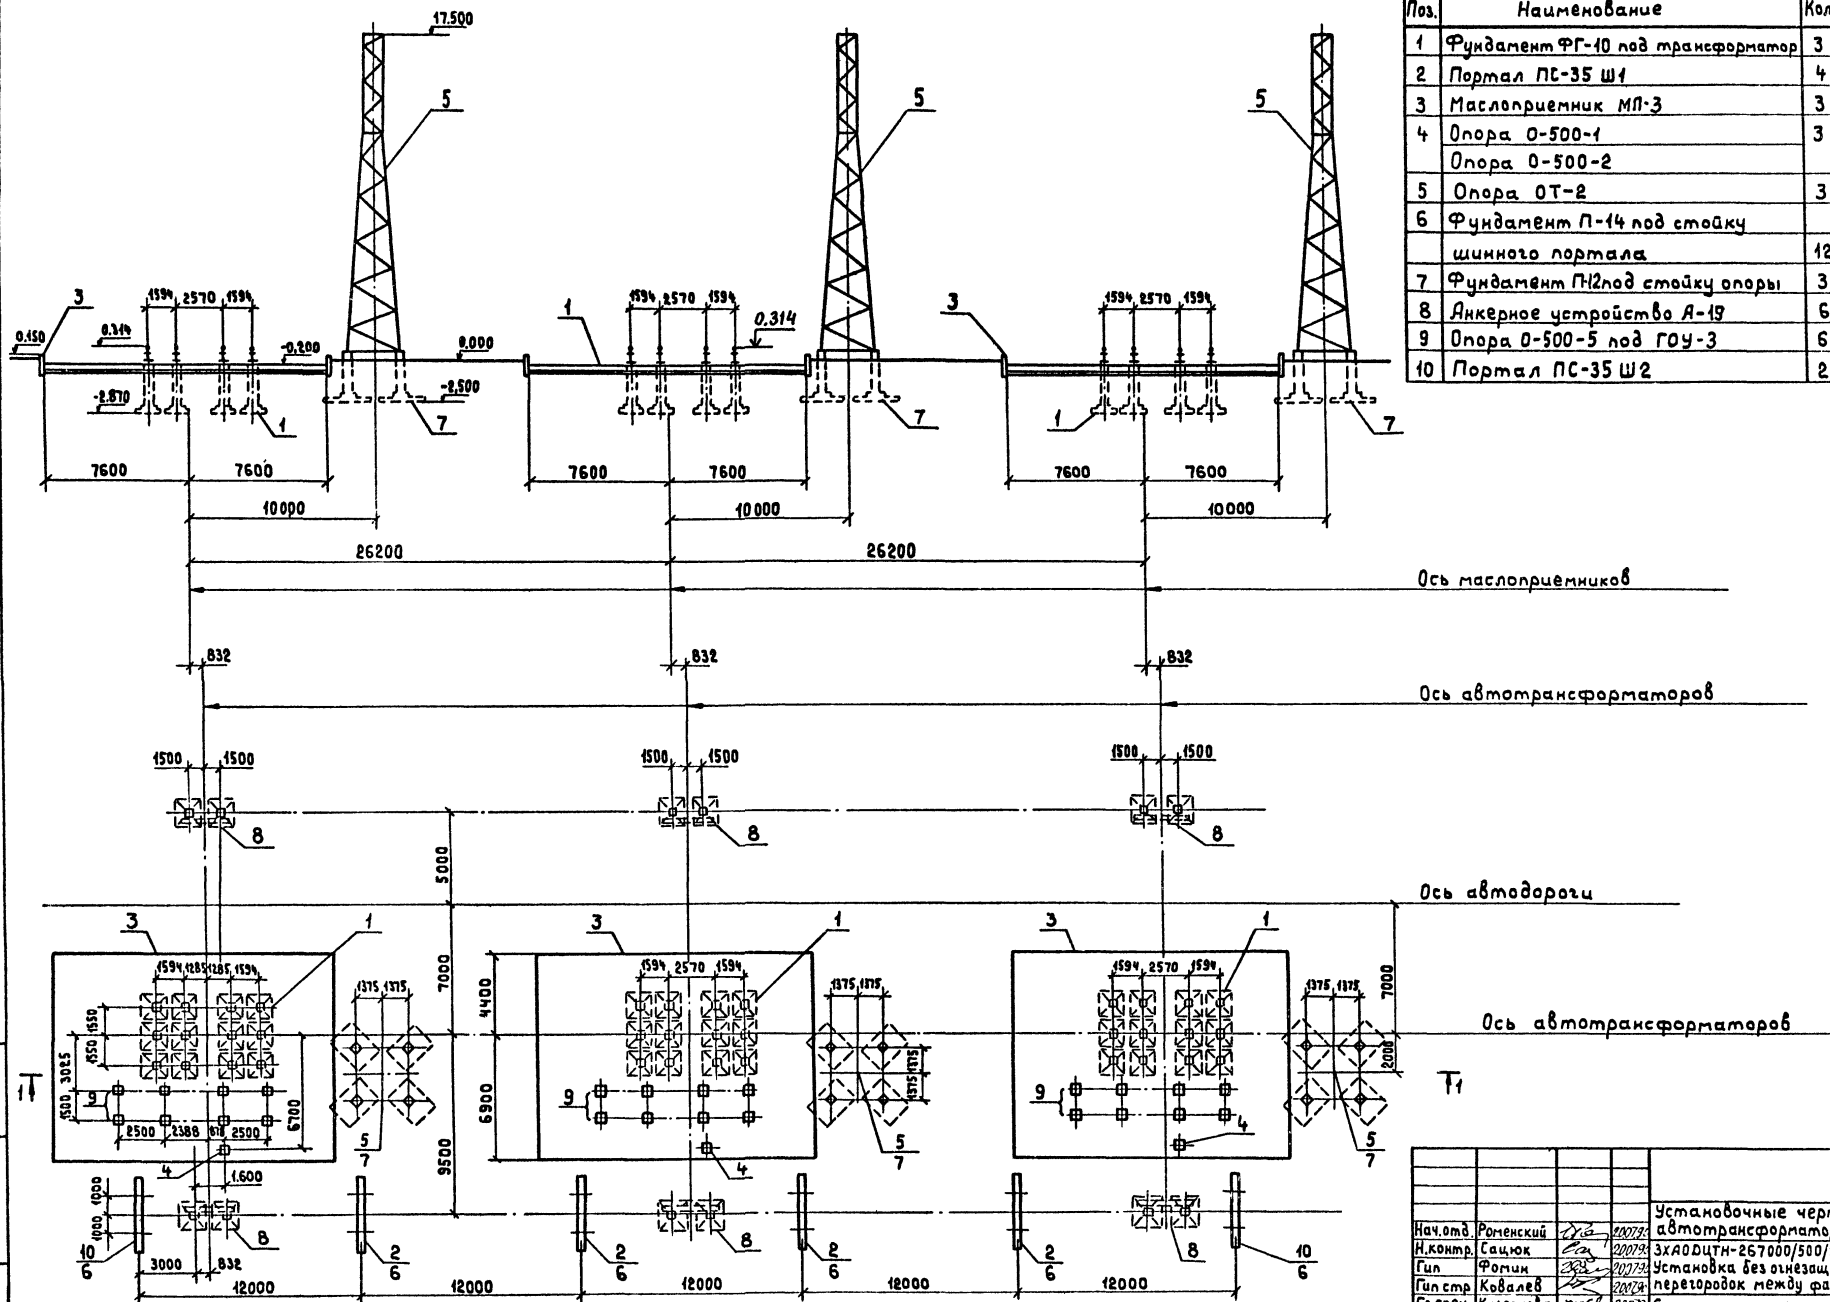 Поз. Наименование Кол
1 Фундамент ФГ-10 под трансформатор 3
2 Портал ПС-35 Ш1 4
3 Маслоприемник МП-3 3
4 Опора О-500-1 3
Опора О-500-2
5 Опора ОТ-2 3
6 Фундамент П-14 под стойку
шинного портала 12
7 Фундамент П-12 под стойку опоры 3
8 Анкерное устройство А-19 6
9 Опора О-500-5 под ГОУ-3 6
10 Портал ПС-35 Ш2 2
17.500
5 5 5
3 1594 2570 1594 1 1594 2570 1594 3 1594 2570 1594
0.150 0.314 -0,200 0.000 0.314
-2.870 -2,500
1 7 7 1 7
7600 7600 7600 7600 7600 7600
10000 10000 10000
26200 26200
Ось маслоприемников
832 832 832
Ось автотрансформаторов
1500 1500 1500 1500 1500 1500
8 8 8
5000
Ось автодороги
3 1 3 1 3 1
1594 1285 1285 1594 1594 2570 1594 1594 2570 1594
1375 1375 1375 1375 1375 1375
7000 4400 7000
Ось автотрансформаторов
1550 1550 3025 1500
6700 9500 6900 1375 1375 2000
1 1
9 9 9
2500 2388 2500
4 4 4
5 5 5
7 7 7
1.600
1000 1000
8 8 8
10 2 2 2 2 10
6 6 6 6 6 6
3000 832
12000 12000 12000 12000 12000
Установочные черт
Нач.отд. Роменский автотрансформато
Н.контр. Сацюк 3хАОДЦТН-267000/500/
Гип Фомин Установка без огнезащ
Гип стр Ковалев перегородок между фа